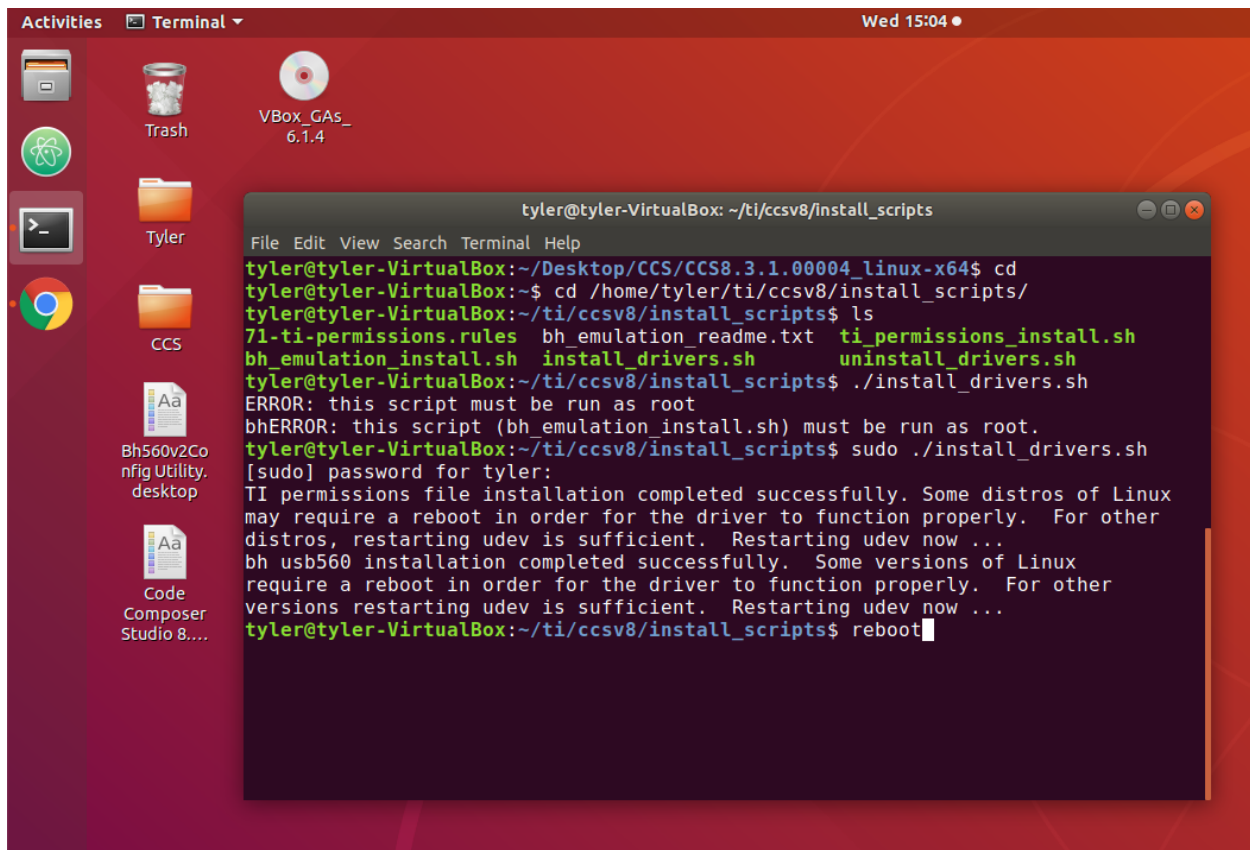 Activities Terminal Wed 15:04
Trash
VBox_GAs_
6.1.4
Tyler
CCS
Bh560v2Co
nfig Utility.
desktop
Code
Composer
Studio 8....
tyler@tyler-VirtualBox: ~/ti/ccsv8/install_scripts
File Edit View Search Terminal Help
tyler@tyler-VirtualBox:~/Desktop/CCS/CCS8.3.1.00004_linux-x64$ cd
tyler@tyler-VirtualBox:~$ cd /home/tyler/ti/ccsv8/install_scripts/
tyler@tyler-VirtualBox:~/ti/ccsv8/install_scripts$ ls
71-ti-permissions.rules bh_emulation_readme.txt ti_permissions_install.sh
bh_emulation_install.sh install_drivers.sh uninstall_drivers.sh
tyler@tyler-VirtualBox:~/ti/ccsv8/install_scripts$ ./install_drivers.sh
ERROR: this script must be run as root
bhERROR: this script (bh_emulation_install.sh) must be run as root.
tyler@tyler-VirtualBox:~/ti/ccsv8/install_scripts$ sudo ./install_drivers.sh
[sudo] password for tyler:
TI permissions file installation completed successfully. Some distros of Linux
may require a reboot in order for the driver to function properly. For other
distros, restarting udev is sufficient. Restarting udev now ...
bh usb560 installation completed successfully. Some versions of Linux
require a reboot in order for the driver to function properly. For other
versions restarting udev is sufficient. Restarting udev now ...
tyler@tyler-VirtualBox:~/ti/ccsv8/install_scripts$ reboot